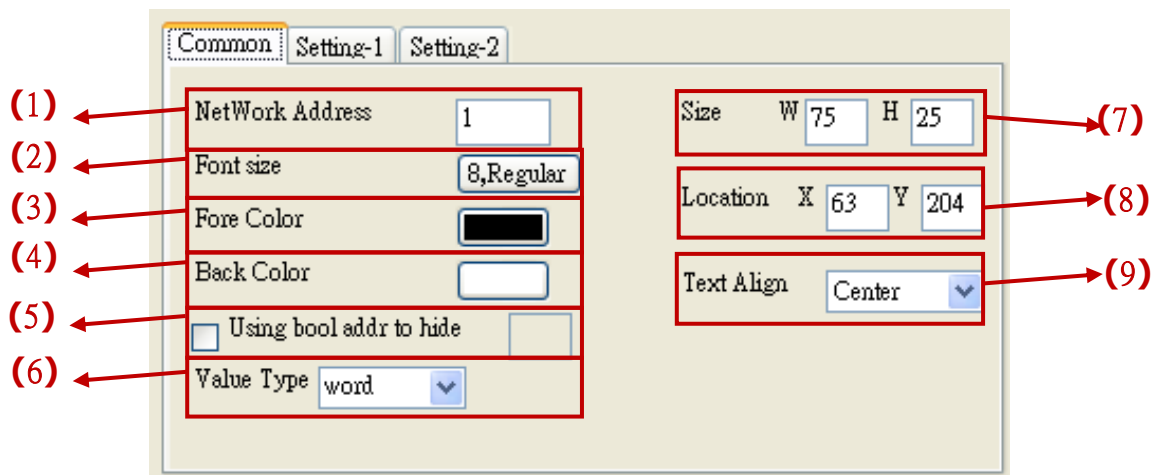 Common Setting-1 Setting-2
(1) NetWork Address 1
(2) Font size 8,Regular
(3) Fore Color
(4) Back Color
(5) Using bool addr to hide
(6) Value Type word
Size W 75 H 25 (7)
Location X 63 Y 204 (8)
Text Align Center (9)